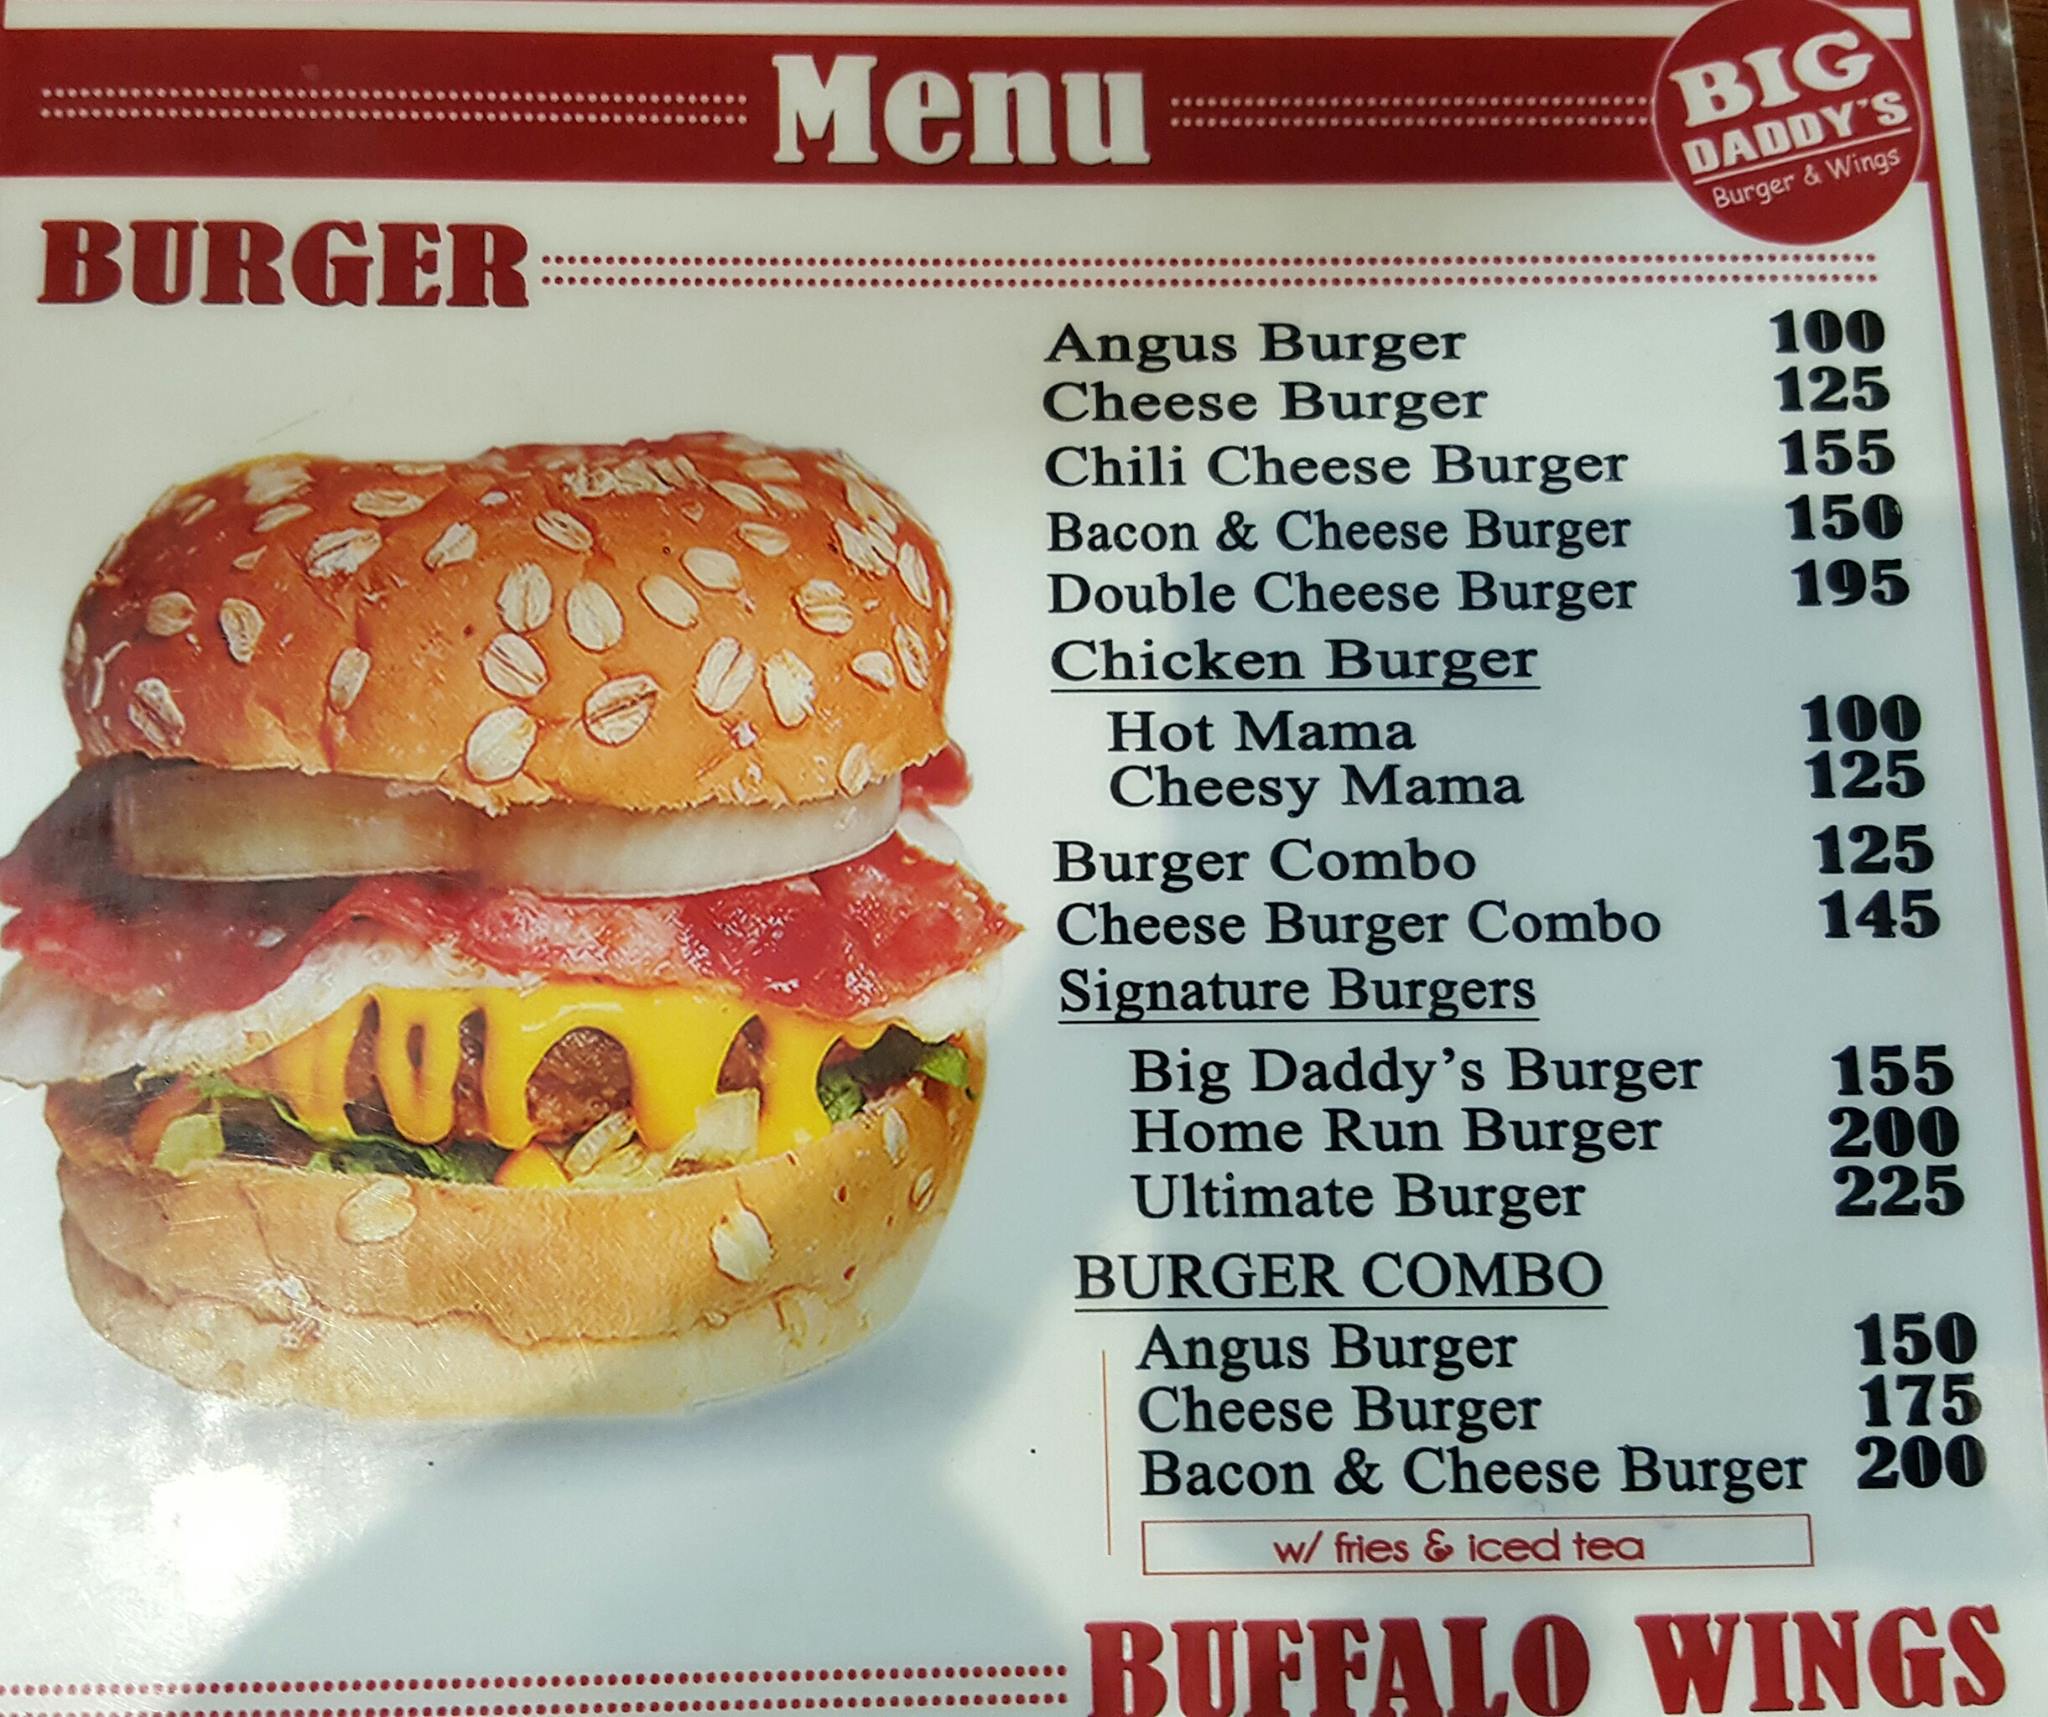 Menu
BIG
DADDY'S
Burger & Wings
BURGER
Angus Burger 100
Cheese Burger 125
Chili Cheese Burger 155
Bacon & Cheese Burger 150
Double Cheese Burger 195
Chicken Burger
Hot Mama 100
Cheesy Mama 125
Burger Combo 125
Cheese Burger Combo 145
Signature Burgers
Big Daddy's Burger 155
Home Run Burger 200
Ultimate Burger 225
BURGER COMBO
Angus Burger 150
Cheese Burger 175
Bacon & Cheese Burger 200
w/ fries & iced tea
BUFFALO WINGS